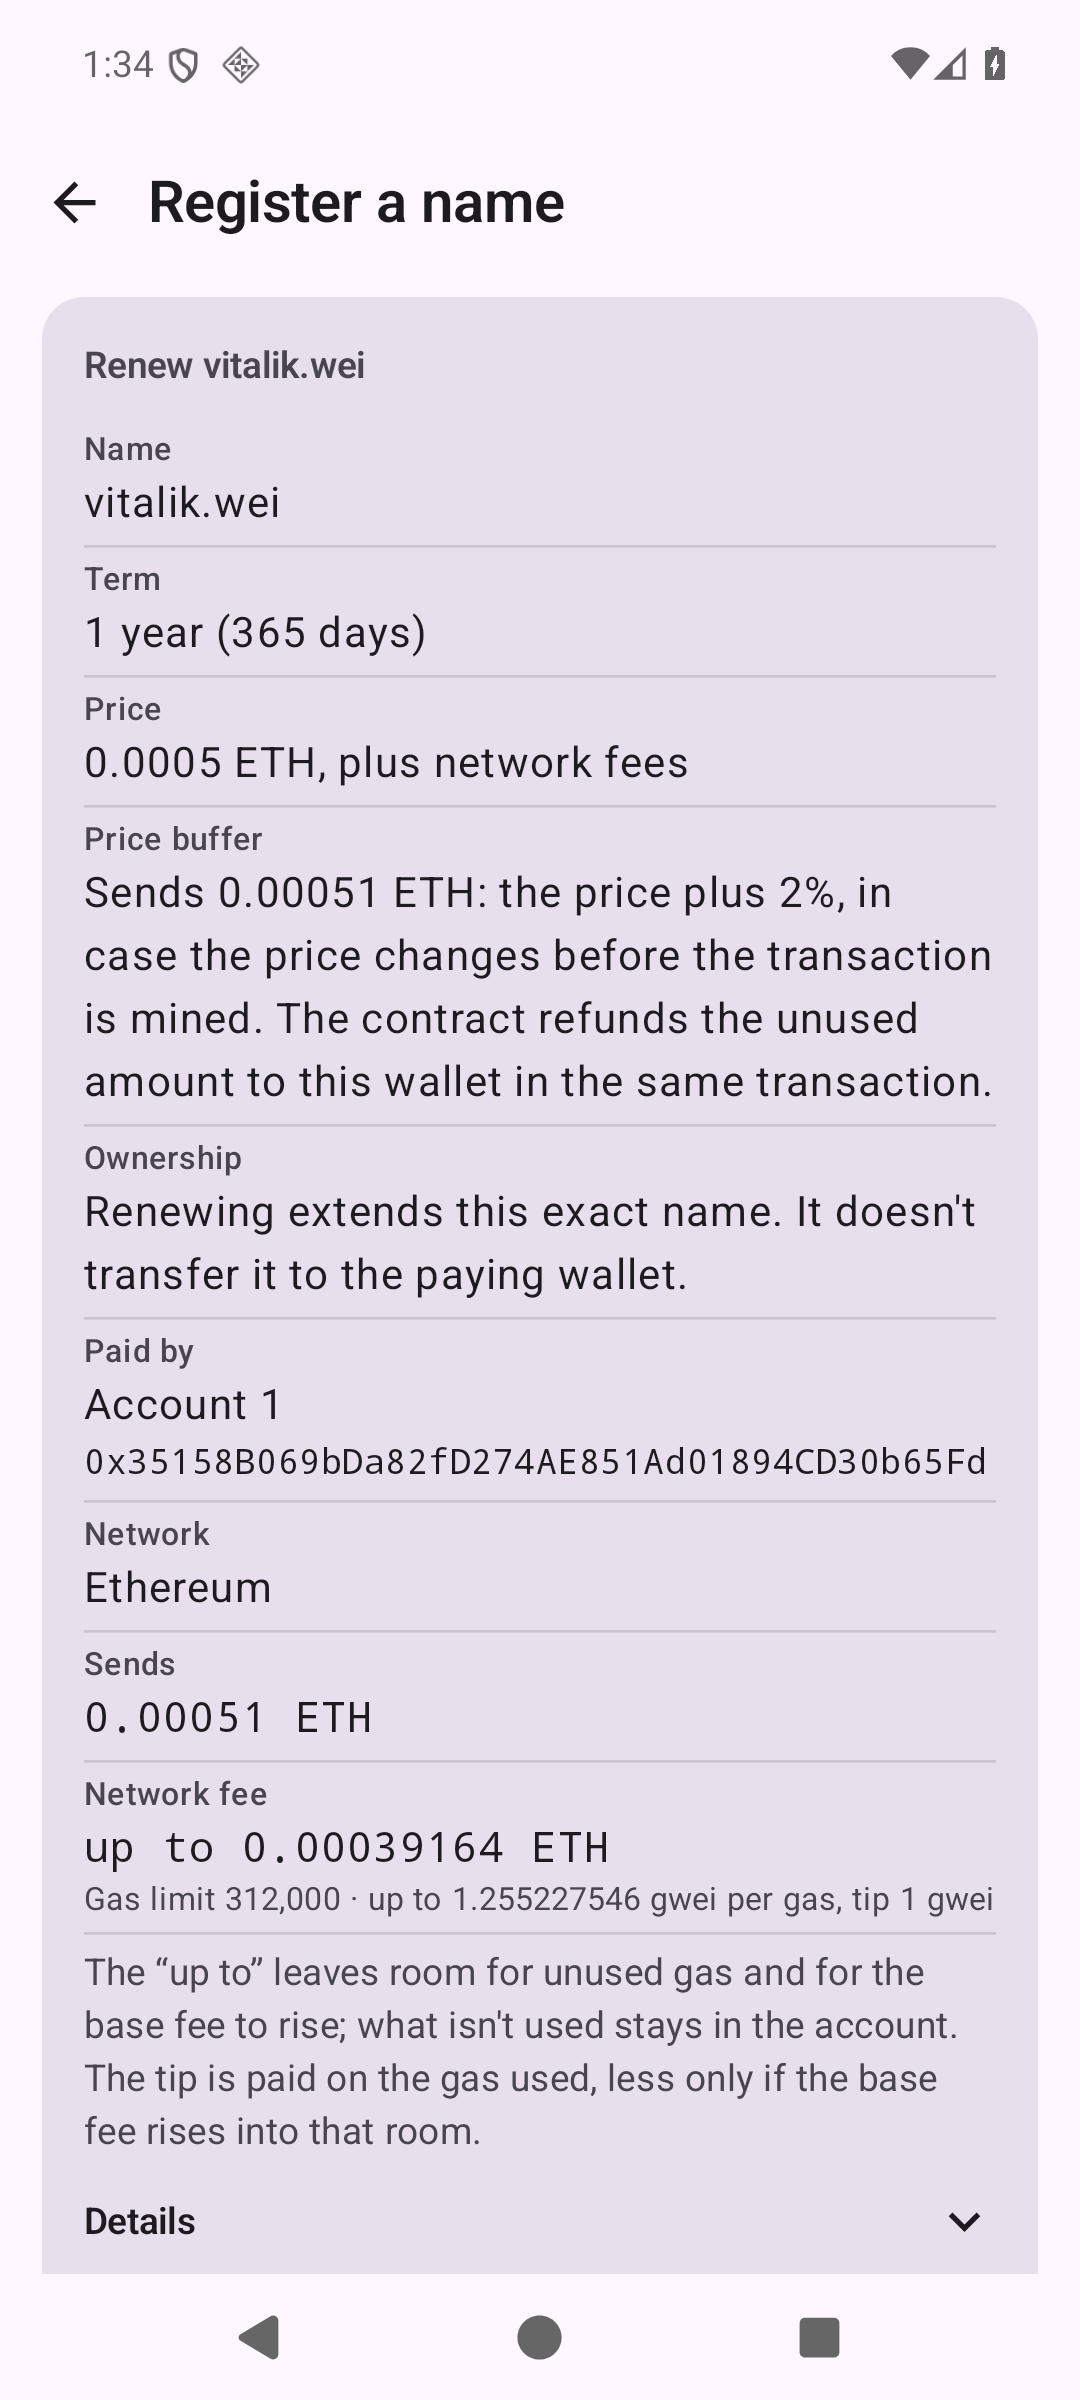 1:34
Register a name
Renew vitalik.wei
Name
vitalik.wei
Term
1 year (365 days)
Price
0.0005 ETH, plus network fees
Price buffer
Sends 0.00051 ETH: the price plus 2%, in
case the price changes before the transaction
is mined. The contract refunds the unused
amount to this wallet in the same transaction.
Ownership
Renewing extends this exact name. It doesn't
transfer it to the paying wallet.
Paid by
Account 1
0x35158B069bDa82fD274AE851Ad01894CD30b65Fd
Network
Ethereum
Sends
0.00051 ETH
Network fee
up to 0.00039164 ETH
Gas limit 312,000 · up to 1.255227546 gwei per gas, tip 1 gwei
The “up to” leaves room for unused gas and for the
base fee to rise; what isn't used stays in the account.
The tip is paid on the gas used, less only if the base
fee rises into that room.
Details